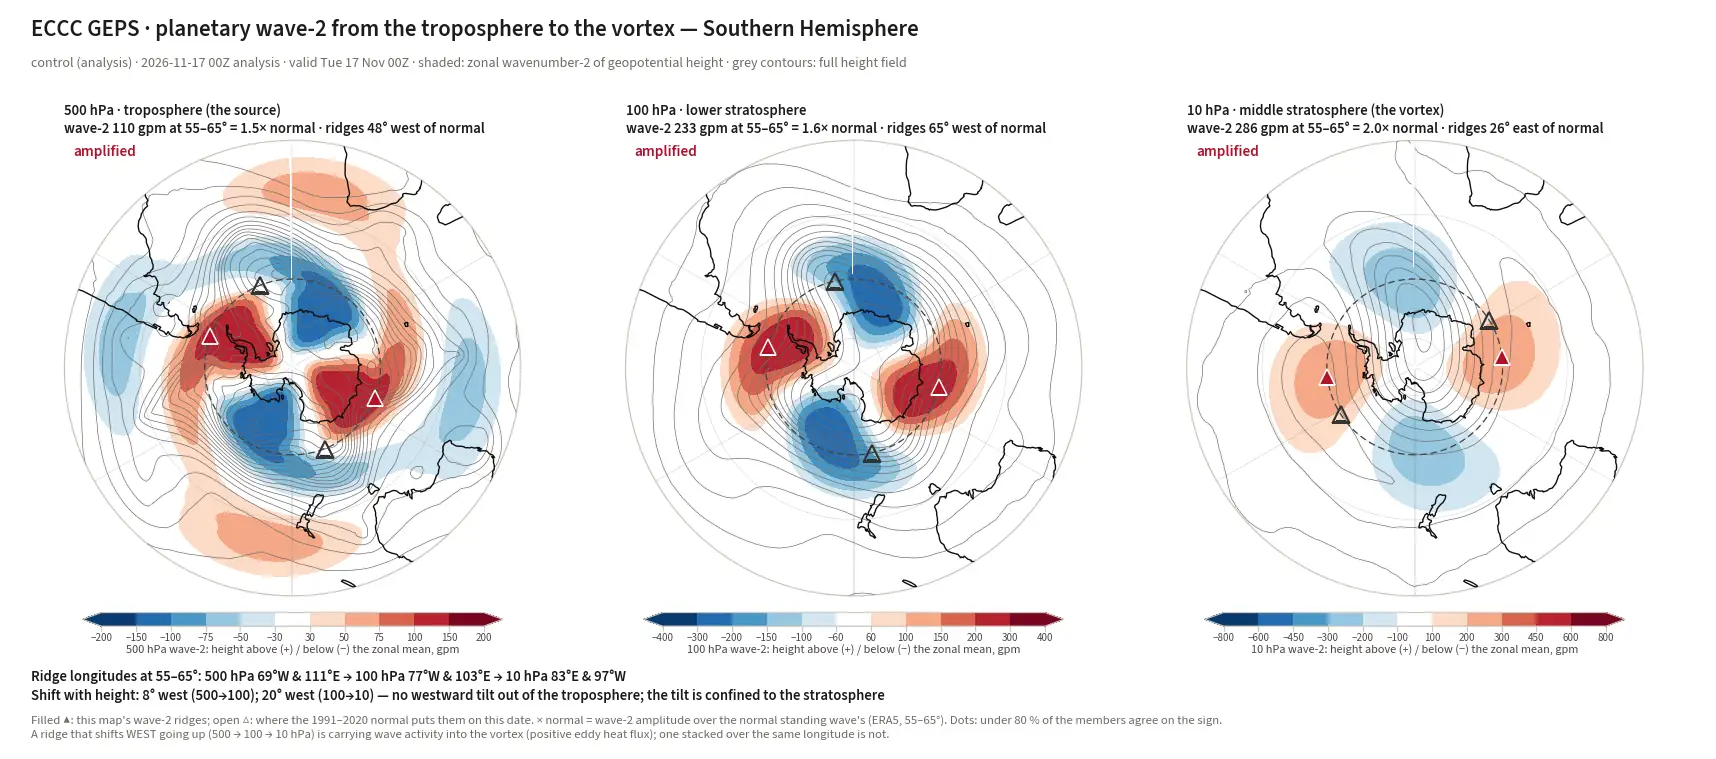 ECCC GEPS · planetary wave-2 from the troposphere to the vortex — Southern Hemisphere
control (analysis) · 2026-11-17 00Z analysis · valid Tue 17 Nov 00Z · shaded: zonal wavenumber-2 of geopotential height · grey contours: full height field
500 hPa · troposphere (the source)
wave-2 110 gpm at 55–65° = 1.5× normal · ridges 48° west of normal
amplified
100 hPa · lower stratosphere
wave-2 233 gpm at 55–65° = 1.6× normal · ridges 65° west of normal
amplified
10 hPa · middle stratosphere (the vortex)
wave-2 286 gpm at 55–65° = 2.0× normal · ridges 26° east of normal
amplified
−200 −150 −100 −75 −50 −30 30 50 75 100 150 200
500 hPa wave-2: height above (+) / below (−) the zonal mean, gpm
−400 −300 −200 −150 −100 −60 60 100 150 200 300 400
100 hPa wave-2: height above (+) / below (−) the zonal mean, gpm
−800 −600 −450 −300 −200 −100 100 200 300 450 600 800
10 hPa wave-2: height above (+) / below (−) the zonal mean, gpm
Ridge longitudes at 55–65°: 500 hPa 69°W & 111°E → 100 hPa 77°W & 103°E → 10 hPa 83°E & 97°W
Shift with height: 8° west (500→100); 20° west (100→10) — no westward tilt out of the troposphere; the tilt is confined to the stratosphere
Filled ▲: this map's wave-2 ridges; open △: where the 1991–2020 normal puts them on this date. × normal = wave-2 amplitude over the normal standing wave's (ERA5, 55–65°). Dots: under 80 % of the members agree on the sign.
A ridge that shifts WEST going up (500 → 100 → 10 hPa) is carrying wave activity into the vortex (positive eddy heat flux); one stacked over the same longitude is not.